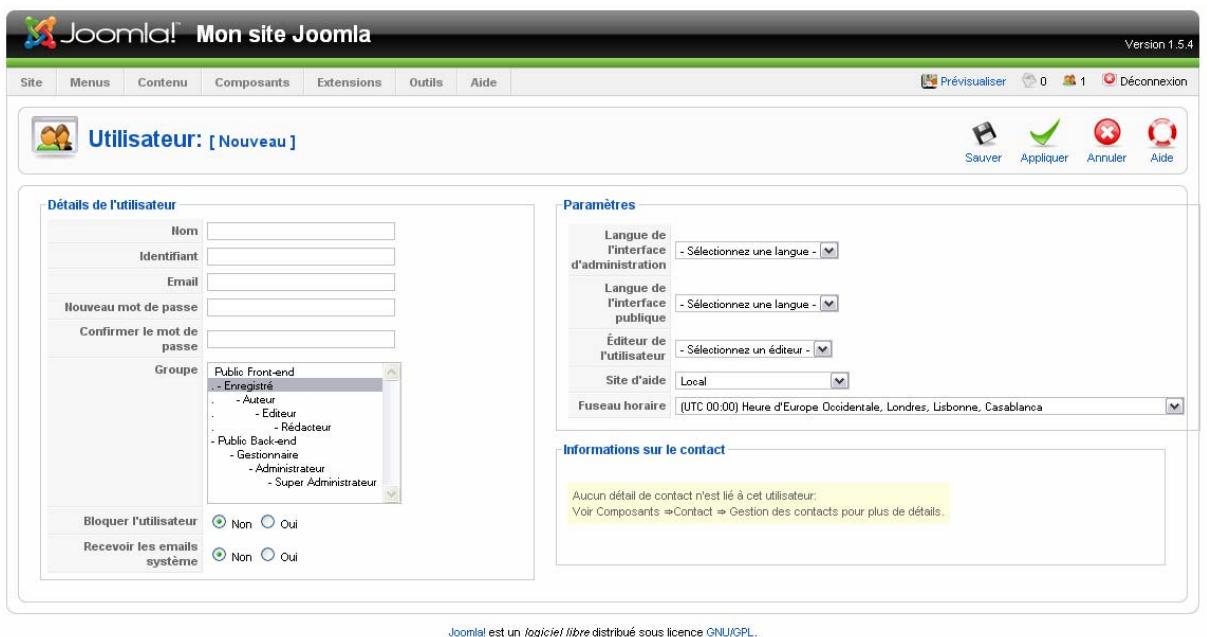 Joomla! Mon site Joomla
Version 1.5.4
Site Menus Contenu Composants Extensions Outils Aide Prévisualiser 0 1 Déconnexion
Utilisateur: [ Nouveau ]
Sauver Appliquer Annuler Aide
Détails de l'utilisateur
Nom
Identifiant
Email
Nouveau mot de passe
Confirmer le mot de
passe
Groupe
Public Front-end
. - Enregistré
. - Auteur
. - Editeur
. - Rédacteur
- Public Back-end
- Gestionnaire
- Administrateur
- Super Administrateur
Bloquer l'utilisateur Non Oui
Recevoir les emails
système Non Oui
Paramètres
Langue de
l'interface
d'administration - Sélectionnez une langue -
Langue de
l'interface
publique - Sélectionnez une langue -
Éditeur de
l'utilisateur - Sélectionnez un éditeur -
Site d'aide Local
Fuseau horaire (UTC 00:00) Heure d'Europe Occidentale, Londres, Lisbonne, Casablanca
Informations sur le contact
Aucun détail de contact n'est lié à cet utilisateur:
Voir Composants ⇒Contact ⇒ Gestion des contacts pour plus de détails.
Joomla! est un logiciel libre distribué sous licence GNU/GPL.